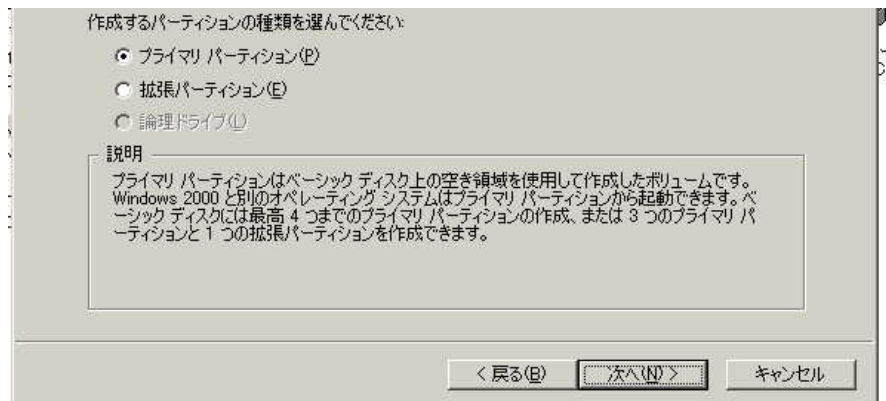 作成するパーティションの種類を選んでください:
プライマリ パーティション(P)
拡張パーティション(E)
論理ドライブ(L)
説明
プライマリ パーティションはベーシック ディスク上の空き領域を使用して作成したボリュームです。
Windows 2000 と別のオペレーティング システムはプライマリ パーティションから起動できます。ベ
ーシック ディスクには最高 4 つまでのプライマリ パーティションの作成、または 3 つのプライマリ パ
ーティションと 1 つの拡張パーティションを作成できます。
< 戻る(B)
次へ(N) >
キャンセル